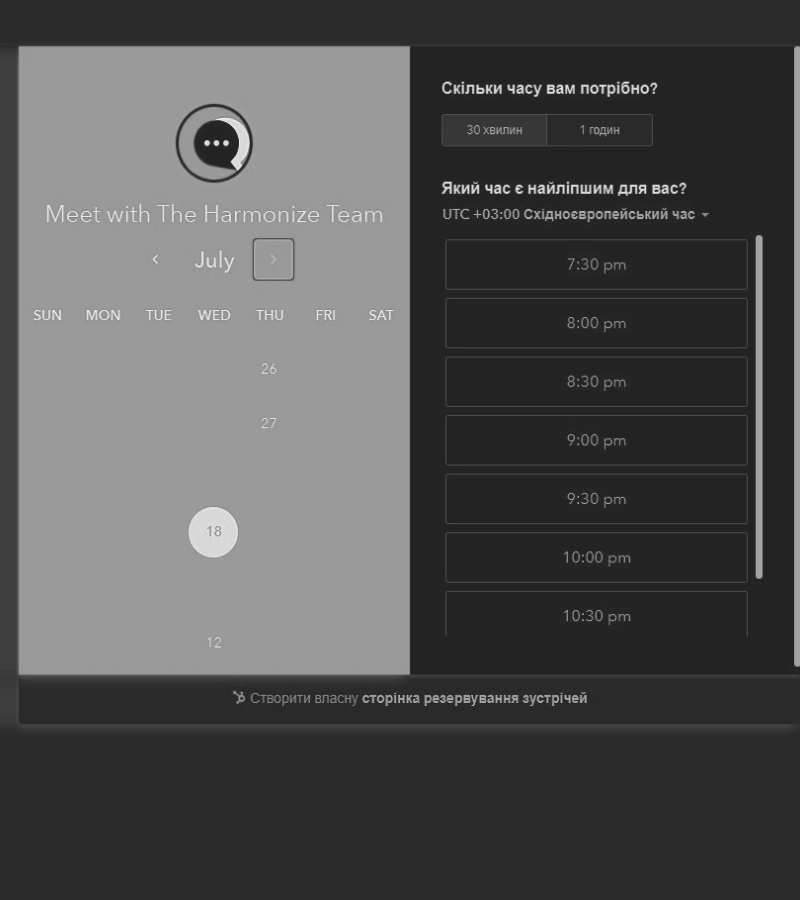 Meet with The Harmonize Team
July
SUN MON TUE WED THU FRI SAT
26
27
18
12
Скільки часу вам потрібно?
30 хвилин 1 годин
Який час є найліпшим для вас?
UTC +03:00 Східноєвропейський час
7:30 pm
8:00 pm
8:30 pm
9:00 pm
9:30 pm
10:00 pm
10:30 pm
Створити власну сторінка резервування зустрічей